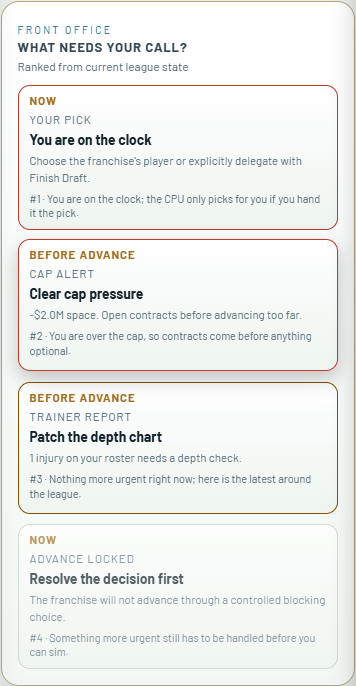 FRONT OFFICE
WHAT NEEDS YOUR CALL?
Ranked from current league state
NOW
YOUR PICK
You are on the clock
Choose the franchise's player or explicitly delegate with
Finish Draft.
#1 · You are on the clock; the CPU only picks for you if you hand
it the pick.
BEFORE ADVANCE
CAP ALERT
Clear cap pressure
-$2.0M space. Open contracts before advancing too far.
#2 · You are over the cap, so contracts come before anything
optional.
BEFORE ADVANCE
TRAINER REPORT
Patch the depth chart
1 injury on your roster needs a depth check.
#3 · Nothing more urgent right now; here is the latest around
the league.
NOW
ADVANCE LOCKED
Resolve the decision first
The franchise will not advance through a controlled blocking
choice.
#4 · Something more urgent still has to be handled before you
can sim.